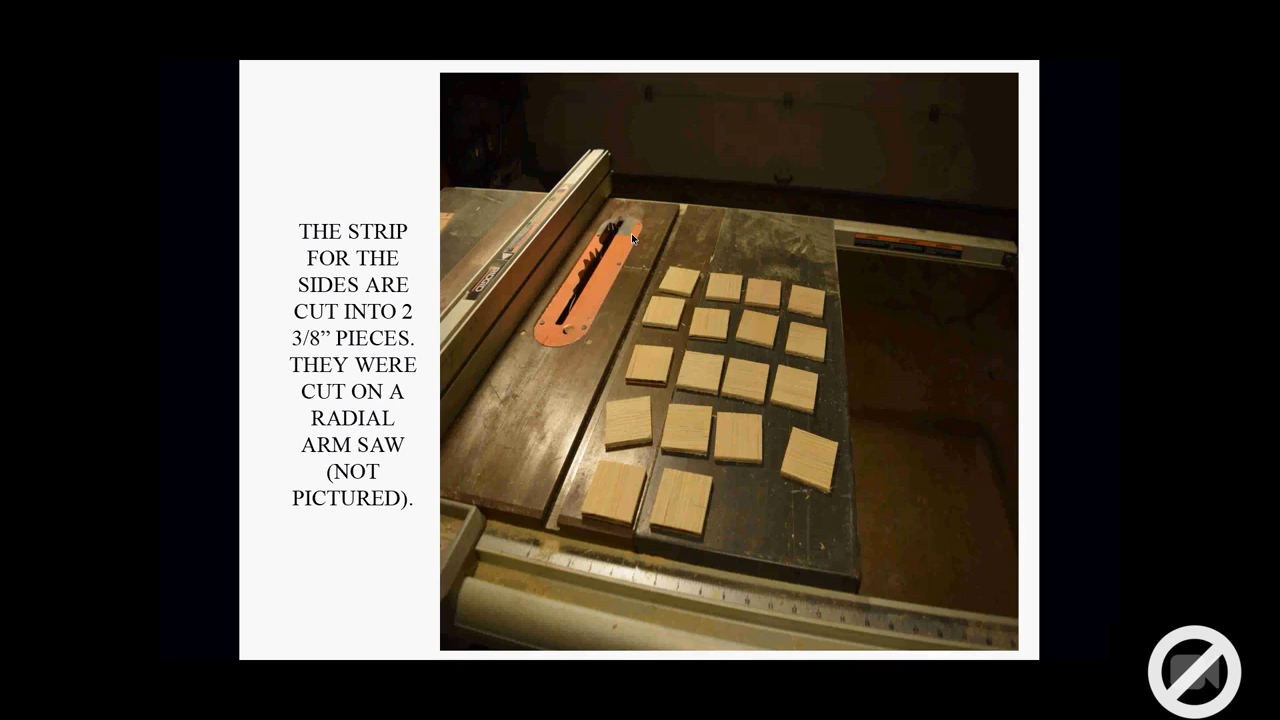 THE STRIP
FOR THE
SIDES ARE
CUT INTO 2
3/8” PIECES.
THEY WERE
CUT ON A
RADIAL
ARM SAW
(NOT
PICTURED).